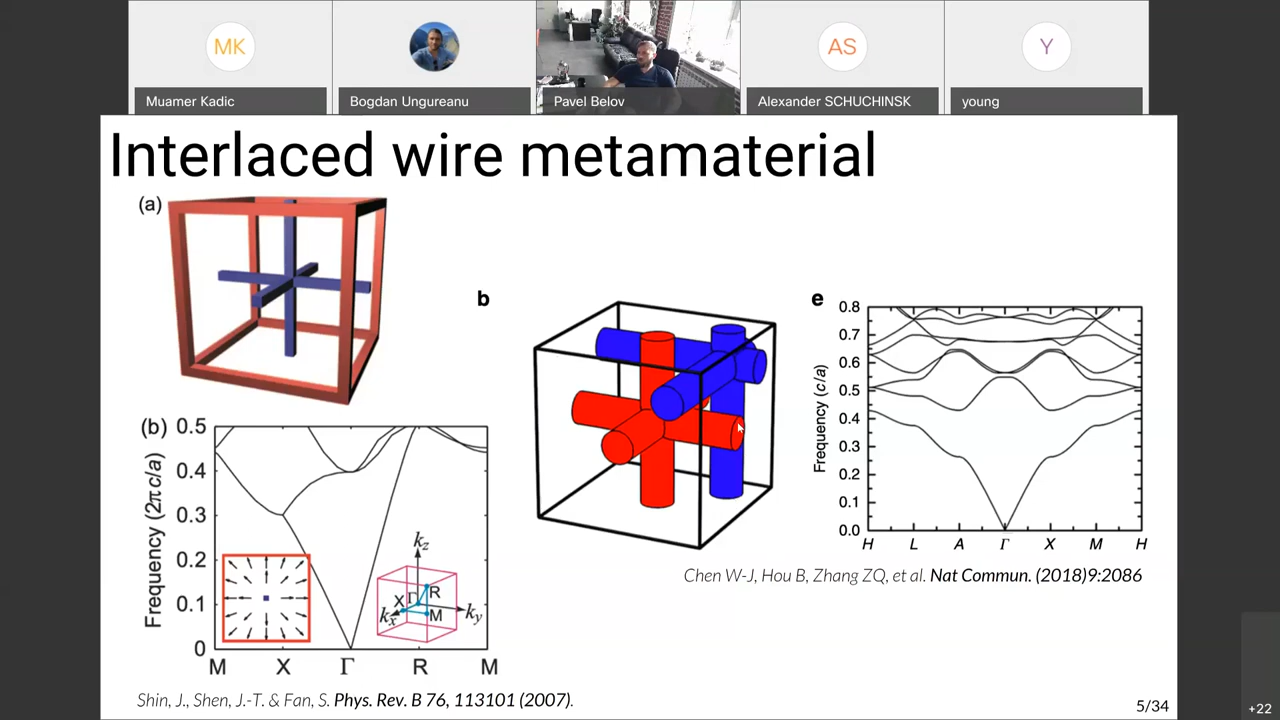 MK
AS
Y
Muamer Kadic
Bogdan Ungureanu
Pavel Belov
Alexander SCHUCHINSK
young
Interlaced wire metamaterial
(a)
b
e
0.8
0.7
0.6
0.5
0.4
0.3
0.2
0.1
0.0
Frequency (c/a)
H L A Γ X M H
Chen W-J, Hou B, Zhang ZQ, et al. Nat Commun. (2018)9:2086
(b)
0.5
0.4
0.3
0.2
0.1
0
Frequency (2πc/a)
kz
X Γ R
kx M ky
M X Γ R M
Shin, J., Shen, J.-T. & Fan, S. Phys. Rev. B 76, 113101 (2007).
5/34
+22